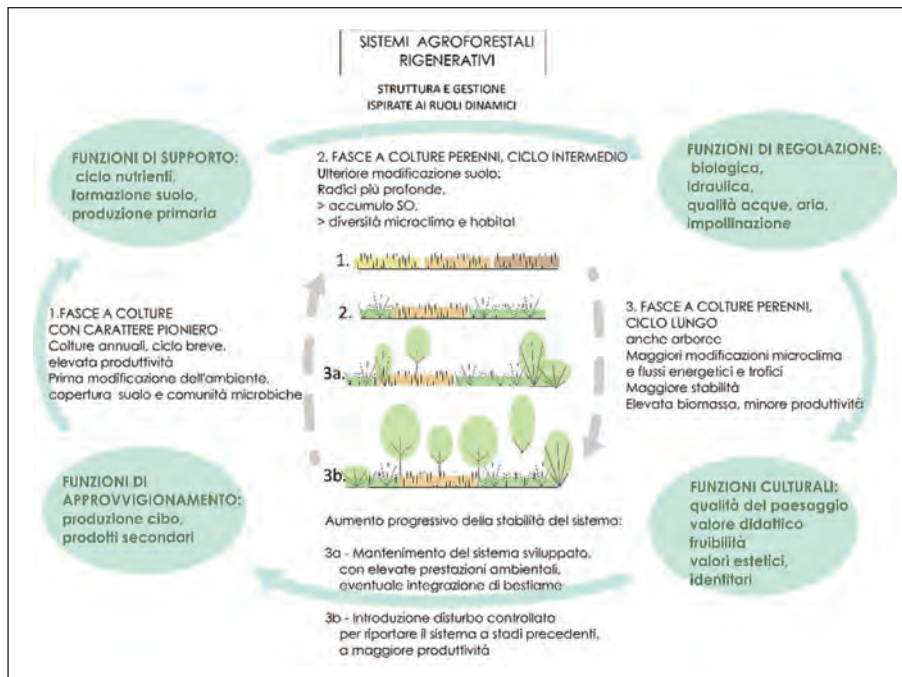 SISTEMI AGROFORESTALI
RIGENERATIVI
STRUTTURA E GESTIONE
ISPIRATE AI RUOLI DINAMICI
FUNZIONI DI SUPPORTO:
ciclo nutrienti,
formazione suolo,
produzione primaria
2. FASCE A COLTURE PERENNI, CICLO INTERMEDIO
Ulteriore modificazione suolo:
Radici più profonde,
> accumulo SO,
> diversità microclima e habitat
FUNZIONI DI REGOLAZIONE:
biologica,
idraulica,
qualità acque, aria,
impollinazione
1.FASCE A COLTURE
CON CARATTERE PIONIERO
Colture annuali, ciclo breve,
elevata produttività
Prima modificazione dell'ambiente,
copertura suolo e comunità microbiche
1.
2.
3a.
3b.
3. FASCE A COLTURE PERENNI,
CICLO LUNGO
anche arboree
Maggiori modificazioni microclima
e flussi energetici e trofici
Maggiore stabilità
Elevata biomassa, minore produttività
FUNZIONI DI
APPROVVIGIONAMENTO:
produzione cibo,
prodotti secondari
Aumento progressivo della stabilità del sistema:
3a - Mantenimento del sistema sviluppato,
con elevate prestazioni ambientali,
eventuale integrazione di bestiame
3b - Introduzione disturbo controllato
per riportare il sistema a stadi precedenti,
a maggiore produttività
FUNZIONI CULTURALI:
qualità del paesaggio
valore didattico
fruibilità
valori estetici,
identitari